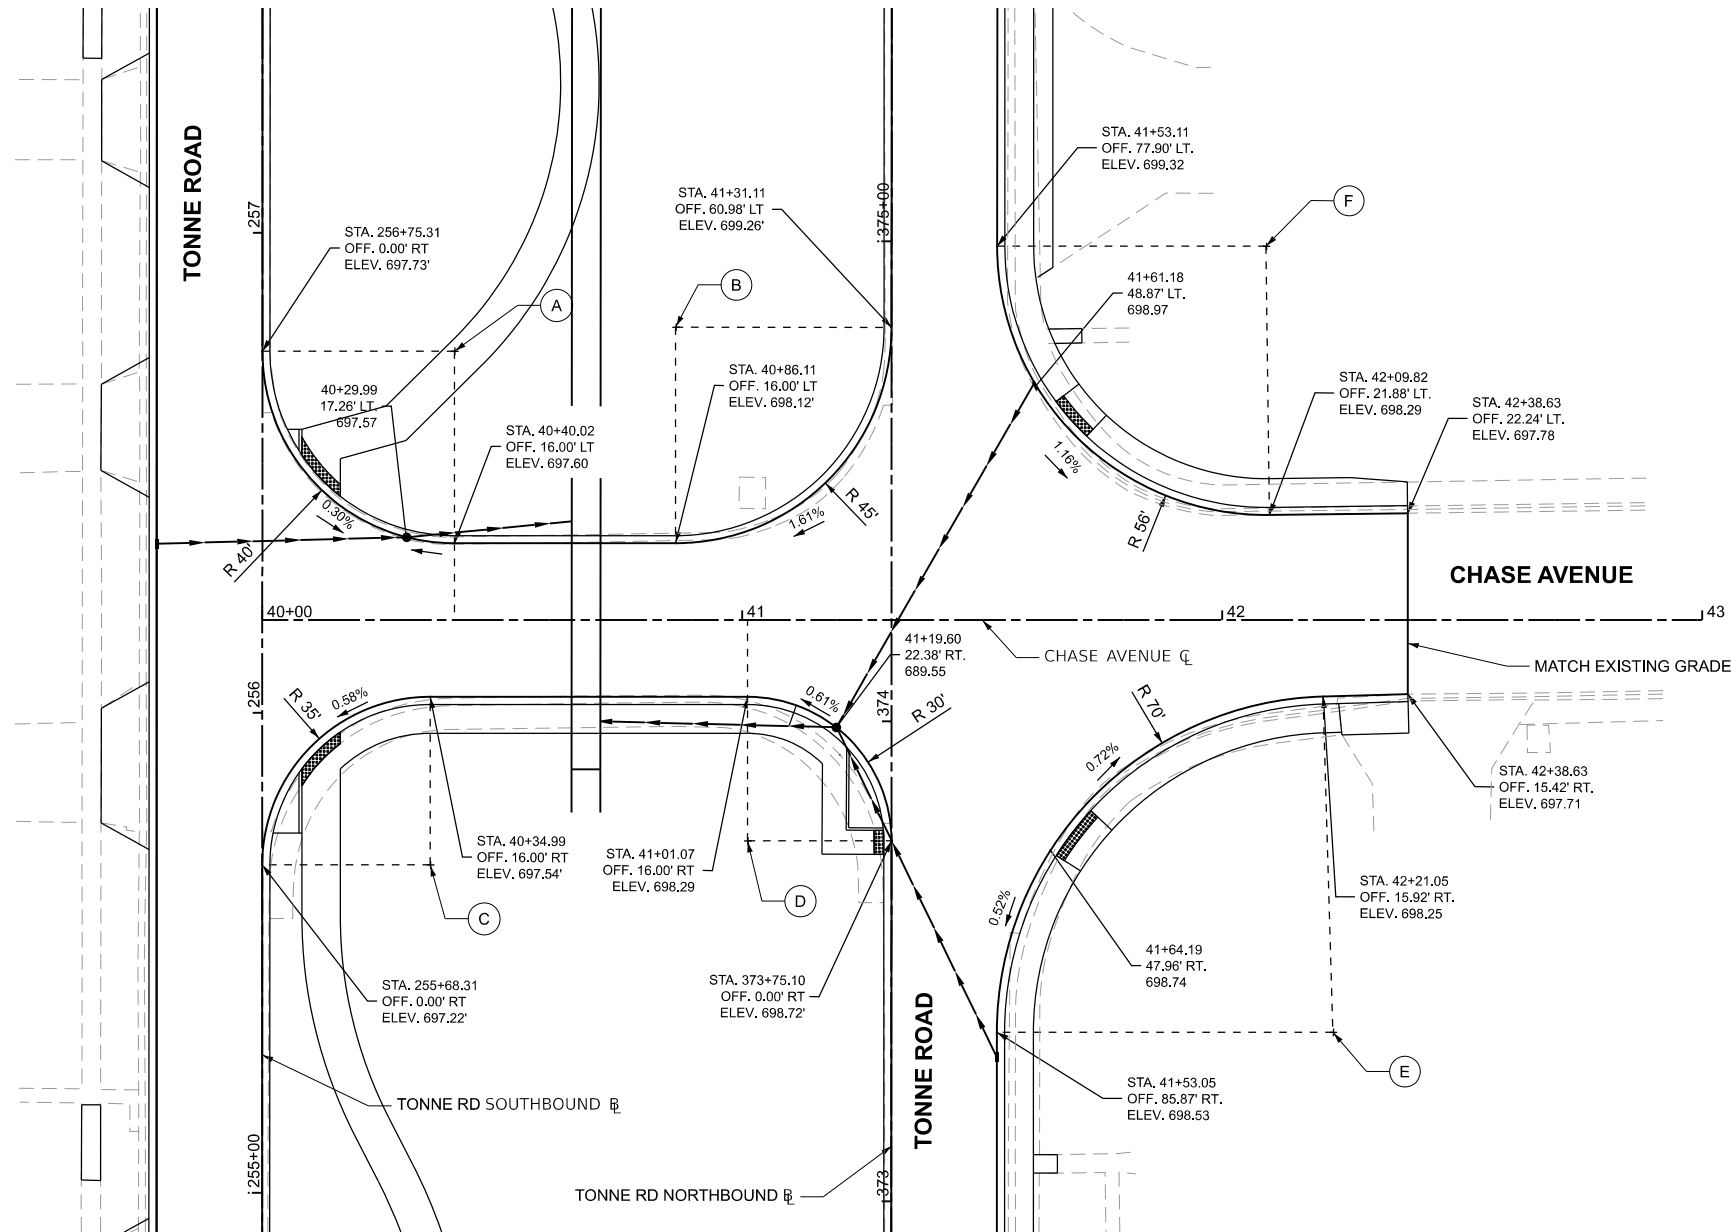 TONNE ROAD
257
STA. 256+75.31
OFF. 0.00' RT
ELEV. 697.73'
A
STA. 41+31.11
OFF. 60.98' LT
ELEV. 699.26'
375+00
B
STA. 41+53.11
OFF. 77.90' LT.
ELEV. 699.32
F
41+61.18
48.87' LT.
698.97
40+29.99
17.26' LT.
697.57
STA. 40+40.02
OFF. 16.00' LT
ELEV. 697.60
STA. 40+86.11
OFF. 16.00' LT
ELEV. 698.12'
STA. 42+09.82
OFF. 21.88' LT.
ELEV. 698.29
STA. 42+38.63
OFF. 22.24' LT.
ELEV. 697.78
0.30%
R 40'
1.61%
R 45'
1.16%
R 56'
CHASE AVENUE
40+00
41
42
43
41+19.60
22.38' RT.
689.55
CHASE AVENUE ℄
MATCH EXISTING GRADE
256
R 35'
0.58%
0.61%
374
R 30'
R 70'
0.72%
STA. 42+38.63
OFF. 15.42' RT.
ELEV. 697.71
STA. 40+34.99
OFF. 16.00' RT
ELEV. 697.54'
STA. 41+01.07
OFF. 16.00' RT
ELEV. 698.29
D
C
0.52%
STA. 42+21.05
OFF. 15.92' RT.
ELEV. 698.25
41+64.19
47.96' RT.
698.74
STA. 255+68.31
OFF. 0.00' RT
ELEV. 697.22'
STA. 373+75.10
OFF. 0.00' RT
ELEV. 698.72'
TONNE ROAD
E
STA. 41+53.05
OFF. 85.87' RT.
ELEV. 698.53
TONNE RD SOUTHBOUND BL
255+00
TONNE RD NORTHBOUND BL
373